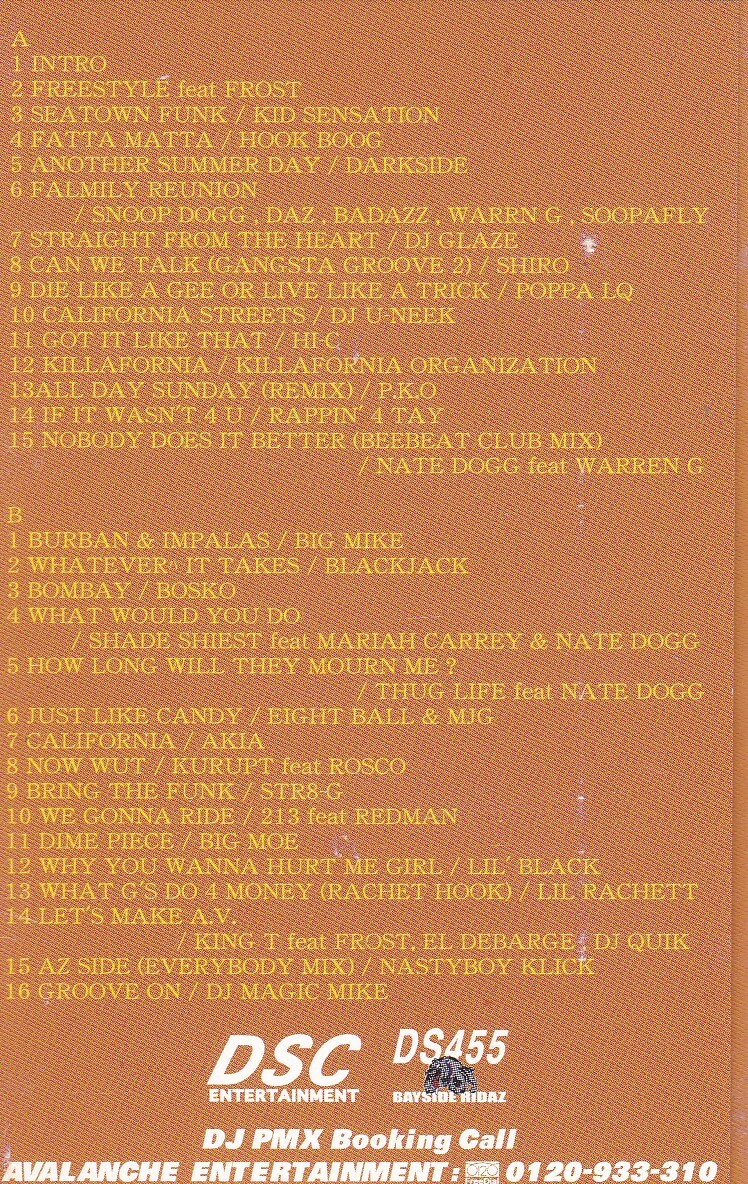 A
1 INTRO
2 FREESTYLE feat FROST
3 SEATOWN FUNK / KID SENSATION
4 FATTA MATTA / HOOK BOOG
5 ANOTHER SUMMER DAY / DARKSIDE
6 FALMILY REUNION
/ SNOOP DOGG , DAZ , BADAZZ , WARRN G , SOOPAFLY
7 STRAIGHT FROM THE HEART / DJ GLAZE
8 CAN WE TALK (GANGSTA GROOVE 2) / SHIRO
9 DIE LIKE A GEE OR LIVE LIKE A TRICK / POPPA LQ
10 CALIFORNIA STREETS / DJ U-NEEK
11 GOT IT LIKE THAT / HI-C
12 KILLAFORNIA / KILLAFORNIA ORGANIZATION
13ALL DAY SUNDAY (REMIX) / P.K.O
14 IF IT WASN'T 4 U / RAPPIN' 4 TAY
15 NOBODY DOES IT BETTER (BEEBEAT CLUB MIX)
/ NATE DOGG feat WARREN G
B
1 BURBAN & IMPALAS / BIG MIKE
2 WHATEVER IT TAKES / BLACKJACK
3 BOMBAY / BOSKO
4 WHAT WOULD YOU DO
/ SHADE SHIEST feat MARIAH CARREY & NATE DOGG
5 HOW LONG WILL THEY MOURN ME ?
/ THUG LIFE feat NATE DOGG
6 JUST LIKE CANDY / EIGHT BALL & MJG
7 CALIFORNIA / AKIA
8 NOW WUT / KURUPT feat ROSCO
9 BRING THE FUNK / STR8-G
10 WE GONNA RIDE / 213 feat REDMAN
11 DIME PIECE / BIG MOE
12 WHY YOU WANNA HURT ME GIRL / LIL' BLACK
13 WHAT G'S DO 4 MONEY (RACHET HOOK) / LIL RACHETT
14 LET'S MAKE A.V.
/ KING T feat FROST, EL DEBARGE, DJ QUIK
15 AZ SIDE (EVERYBODY MIX) / NASTYBOY KLICK
16 GROOVE ON / DJ MAGIC MIKE
DSC
ENTERTAINMENT
DS455
BAYSIDE RIDAZ
DJ PMX Booking Call
AVALANCHE ENTERTAINMENT : FreeDial 0120-933-310